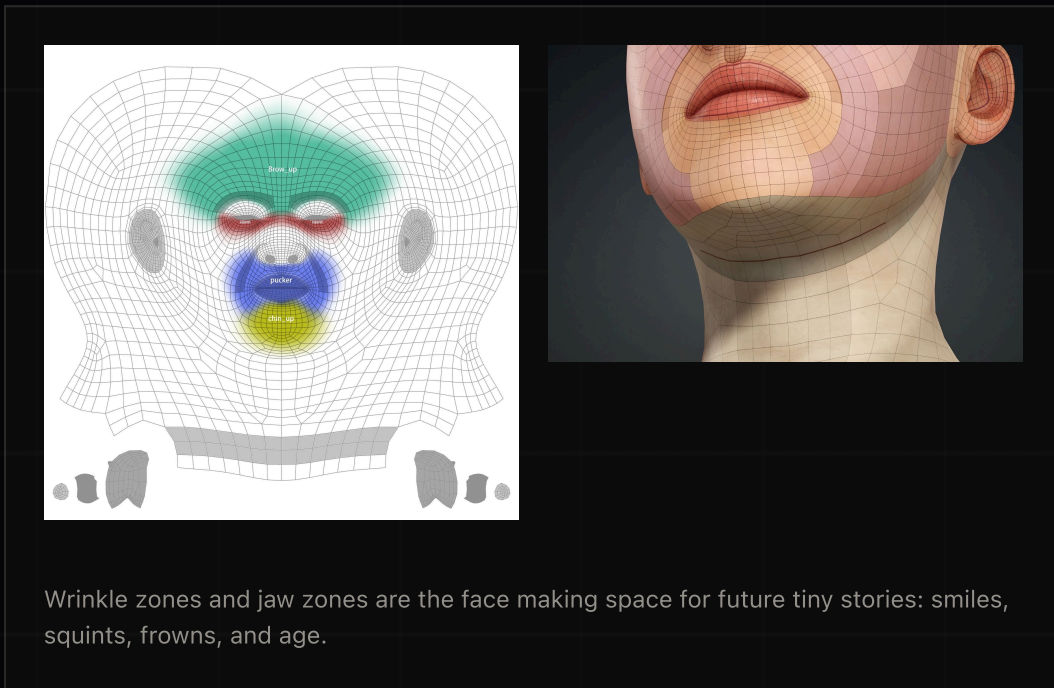 Brow_up
pucker
chin_up
Wrinkle zones and jaw zones are the face making space for future tiny stories: smiles,
squints, frowns, and age.